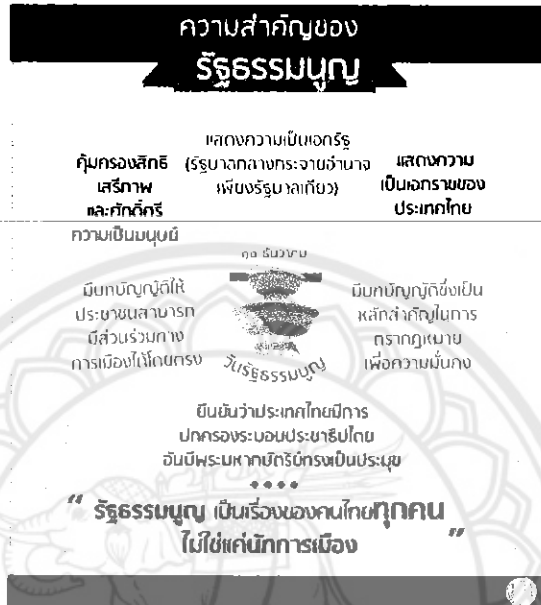 ความสำคัญของ
รัฐธรรมนูญ
แสดงความเป็นเอกรัฐ
(รัฐบาลกลางกระจายอำนาจ
เพียงรัฐบาลเดียว)
คุ้มครองสิทธิ
เสรีภาพ
และศักดิ์ศรี
ความเป็นมนุษย์
แสดงความ
เป็นเอกราชของ
ประเทศไทย
๑๐ ธันวาคม
วันรัฐธรรมนูญ
มีบทบัญญัติให้
ประชาชนสามารถ
มีส่วนร่วมทาง
การเมืองได้โดยตรง
มีบทบัญญัติซึ่งเป็น
หลักสำคัญในการ
ตรากฎหมาย
เพื่อความมั่นคง
ยืนยันว่าประเทศไทยมีการ
ปกครองระบอบประชาธิปไตย
อันมีพระมหากษัตริย์ทรงเป็นประมุข
“ รัฐธรรมนูญ เป็นเรื่องของคนไทยทุกคน
ไม่ใช่แค่นักการเมือง ”